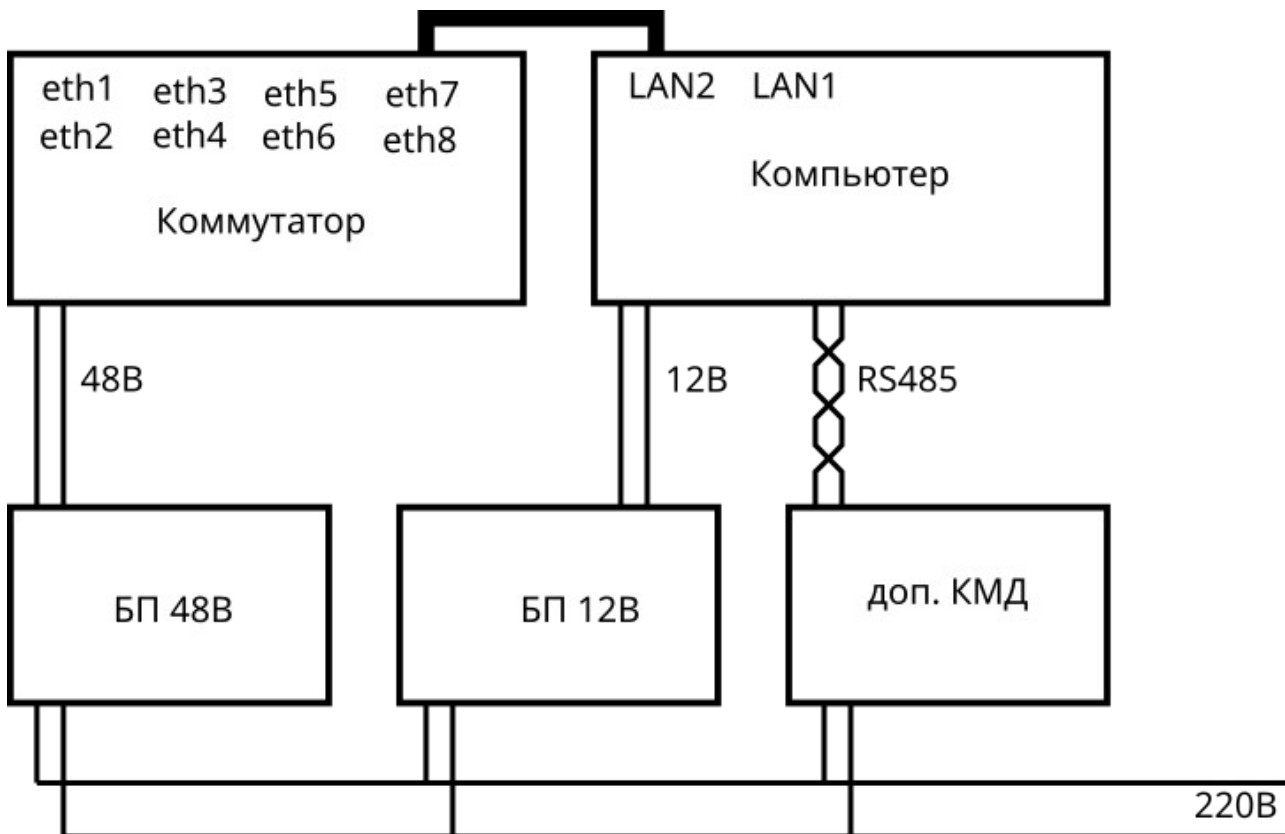 eth1 eth3 eth5 eth7
eth2 eth4 eth6 eth8
Коммутатор
LAN2 LAN1
Компьютер
48В
12В
RS485
БП 48В
БП 12В
доп. КМД
220В